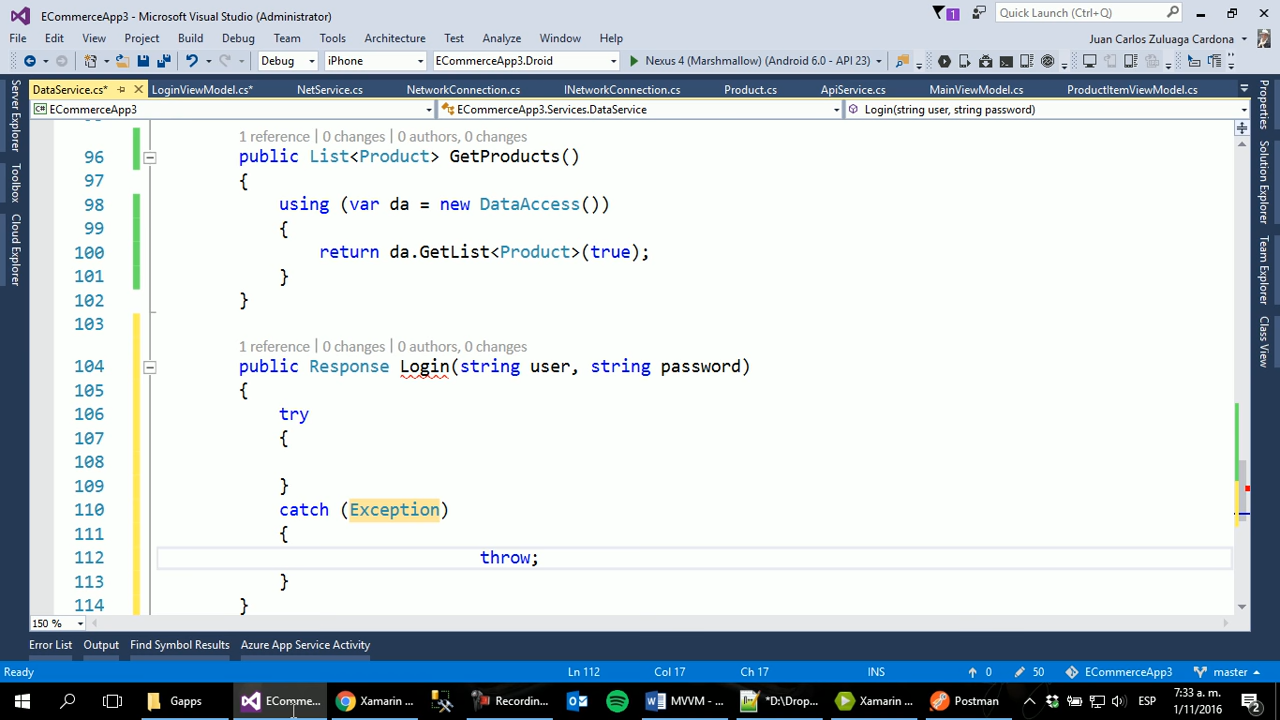 ECommerceApp3 - Microsoft Visual Studio (Administrator)
1
Quick Launch (Ctrl+Q)
File Edit View Project Build Debug Team Tools Architecture Test Analyze Window Help
Juan Carlos Zuluaga Cardona
Debug iPhone ECommerceApp3.Droid Nexus 4 (Marshmallow) (Android 6.0 - API 23)
DataService.cs* LoginViewModel.cs* NetService.cs NetworkConnection.cs INetworkConnection.cs Product.cs ApiService.cs MainViewModel.cs ProductItemViewModel.cs
ECommerceApp3 ECommerceApp3.Services.DataService Login(string user, string password)
Server Explorer
Toolbox
Cloud Explorer
Properties
Solution Explorer
Team Explorer
Class View
1 reference | 0 changes | 0 authors, 0 changes
96 public List<Product> GetProducts()
97 {
98 using (var da = new DataAccess())
99 {
100 return da.GetList<Product>(true);
101 }
102 }
103
1 reference | 0 changes | 0 authors, 0 changes
104 public Response Login(string user, string password)
105 {
106 try
107 {
108
109 }
110 catch (Exception)
111 {
112 throw;
113 }
114 }
150 %
Error List Output Find Symbol Results Azure App Service Activity
Ready Ln 112 Col 17 Ch 17 INS 0 50 ECommerceApp3 master
Gapps EComme... Xamarin ... Recordin... MVVM - ... *D:\Drop... Xamarin ... Postman ESP 7:33 a. m.
1/11/2016 2